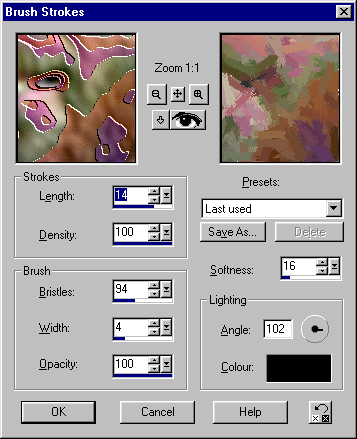 Brush Strokes
Zoom 1:1
Strokes
Length: 14
Density: 100
Presets:
Last used
Save As... Delete
Brush
Bristles: 94
Width: 4
Opacity: 100
Softness: 16
Lighting
Angle: 102
Colour:
OK Cancel Help